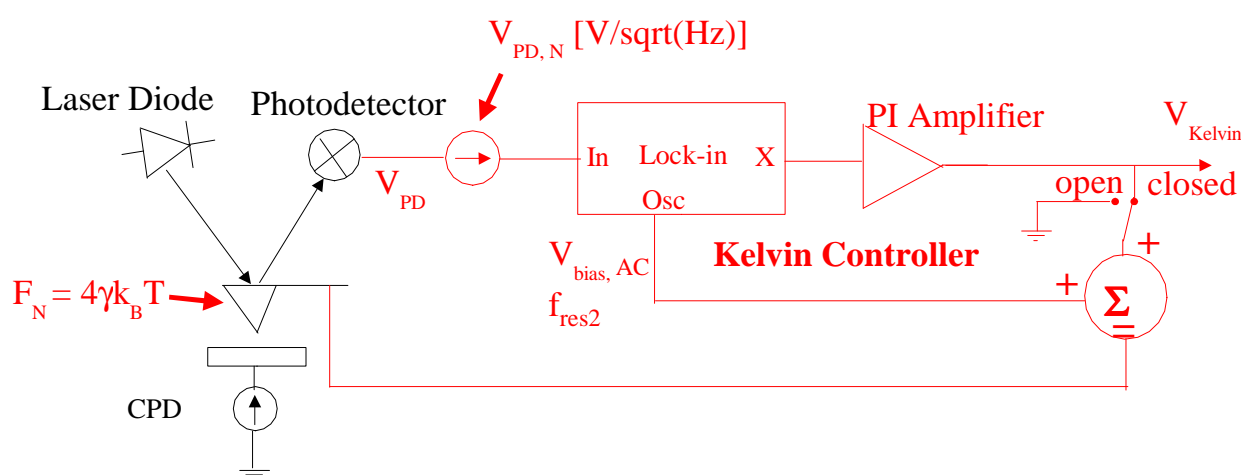 V_PD, N [V/sqrt(Hz)]
Laser Diode
Photodetector
PI Amplifier
V_Kelvin
In
Lock-in
X
Osc
V_PD
open
closed
V_bias, AC
f_res2
Kelvin Controller
+
+
Σ
=
F_N = 4γk_BT
CPD